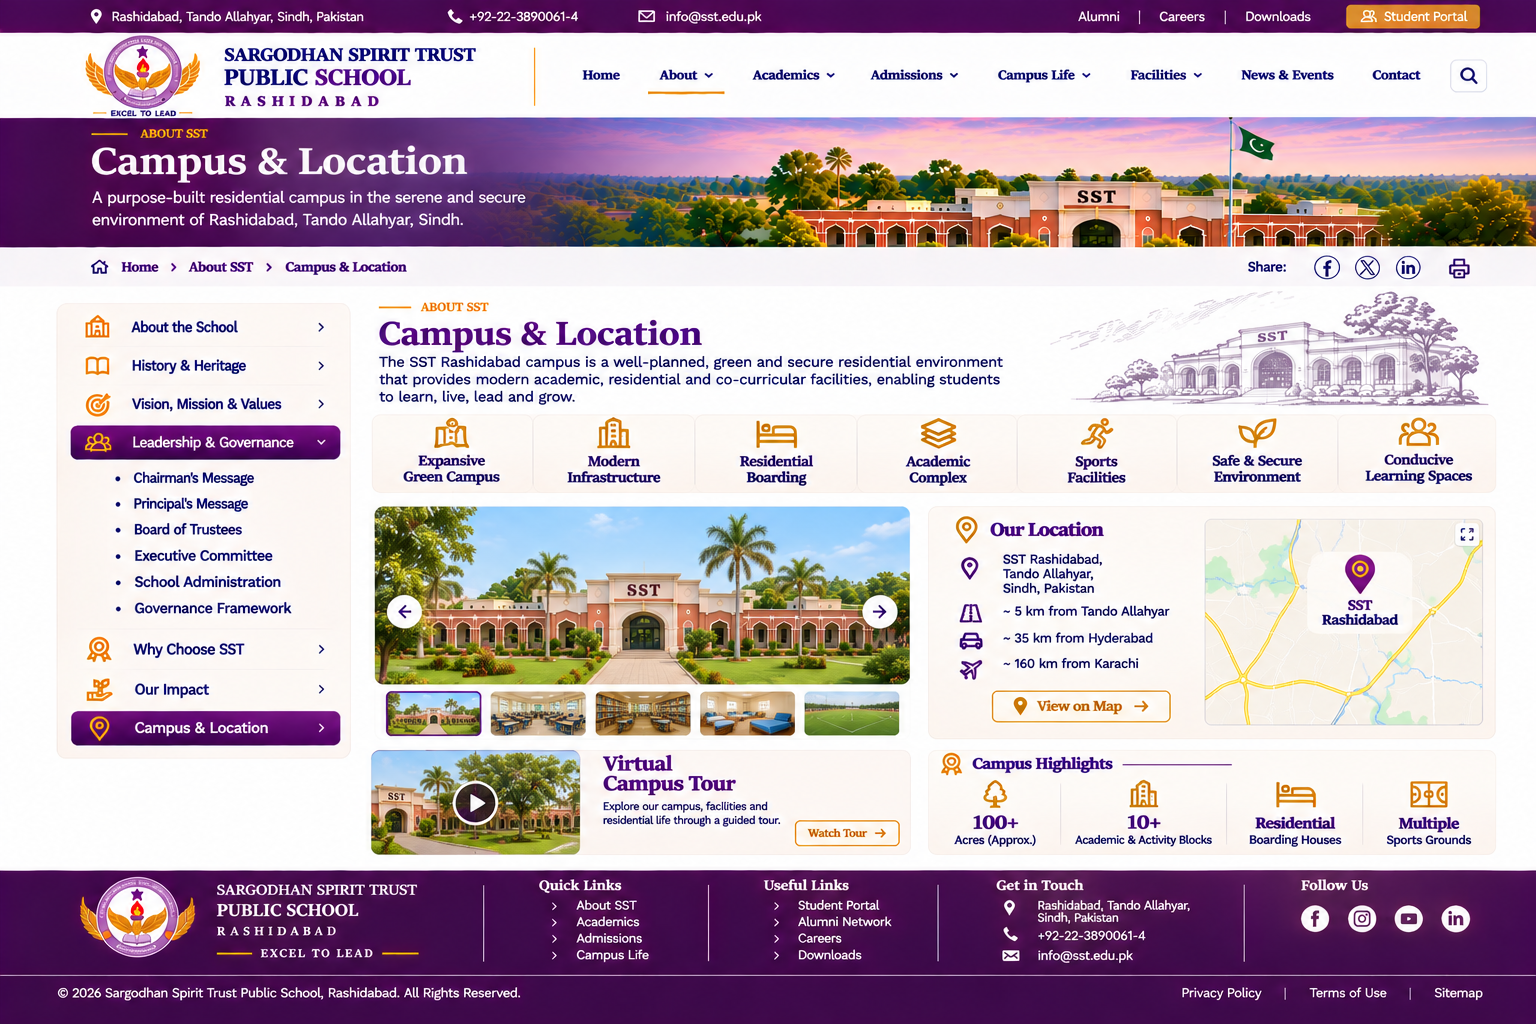 Rashidabad, Tando Allahyar, Sindh, Pakistan
+92-22-3890061-4
info@sst.edu.pk
Alumni | Careers | Downloads
Student Portal
EXCEL TO LEAD
SARGODHAN SPIRIT TRUST
PUBLIC SCHOOL
RASHIDABAD
Home About Academics Admissions Campus Life Facilities News & Events Contact
ABOUT SST
Campus & Location
A purpose-built residential campus in the serene and secure
environment of Rashidabad, Tando Allahyar, Sindh.
SST
Home > About SST > Campus & Location
Share:
About the School
History & Heritage
Vision, Mission & Values
Leadership & Governance
• Chairman's Message
• Principal's Message
• Board of Trustees
• Executive Committee
• School Administration
• Governance Framework
Why Choose SST
Our Impact
Campus & Location
ABOUT SST
Campus & Location
The SST Rashidabad campus is a well-planned, green and secure residential environment
that provides modern academic, residential and co-curricular facilities, enabling students
to learn, live, lead and grow.
SST
Expansive
Green Campus
Modern
Infrastructure
Residential
Boarding
Academic
Complex
Sports
Facilities
Safe & Secure
Environment
Conducive
Learning Spaces
SST
Our Location
SST Rashidabad,
Tando Allahyar,
Sindh, Pakistan
~ 5 km from Tando Allahyar
~ 35 km from Hyderabad
~ 160 km from Karachi
View on Map
SST
Rashidabad
SST
Virtual
Campus Tour
Explore our campus, facilities and
residential life through a guided tour.
Watch Tour
Campus Highlights
100+
Acres (Approx.)
10+
Academic & Activity Blocks
Residential
Boarding Houses
Multiple
Sports Grounds
SARGODHAN SPIRIT TRUST
PUBLIC SCHOOL
RASHIDABAD
EXCEL TO LEAD
Quick Links
About SST
Academics
Admissions
Campus Life
Useful Links
Student Portal
Alumni Network
Careers
Downloads
Get in Touch
Rashidabad, Tando Allahyar,
Sindh, Pakistan
+92-22-3890061-4
info@sst.edu.pk
Follow Us
© 2026 Sargodhan Spirit Trust Public School, Rashidabad. All Rights Reserved.
Privacy Policy | Terms of Use | Sitemap